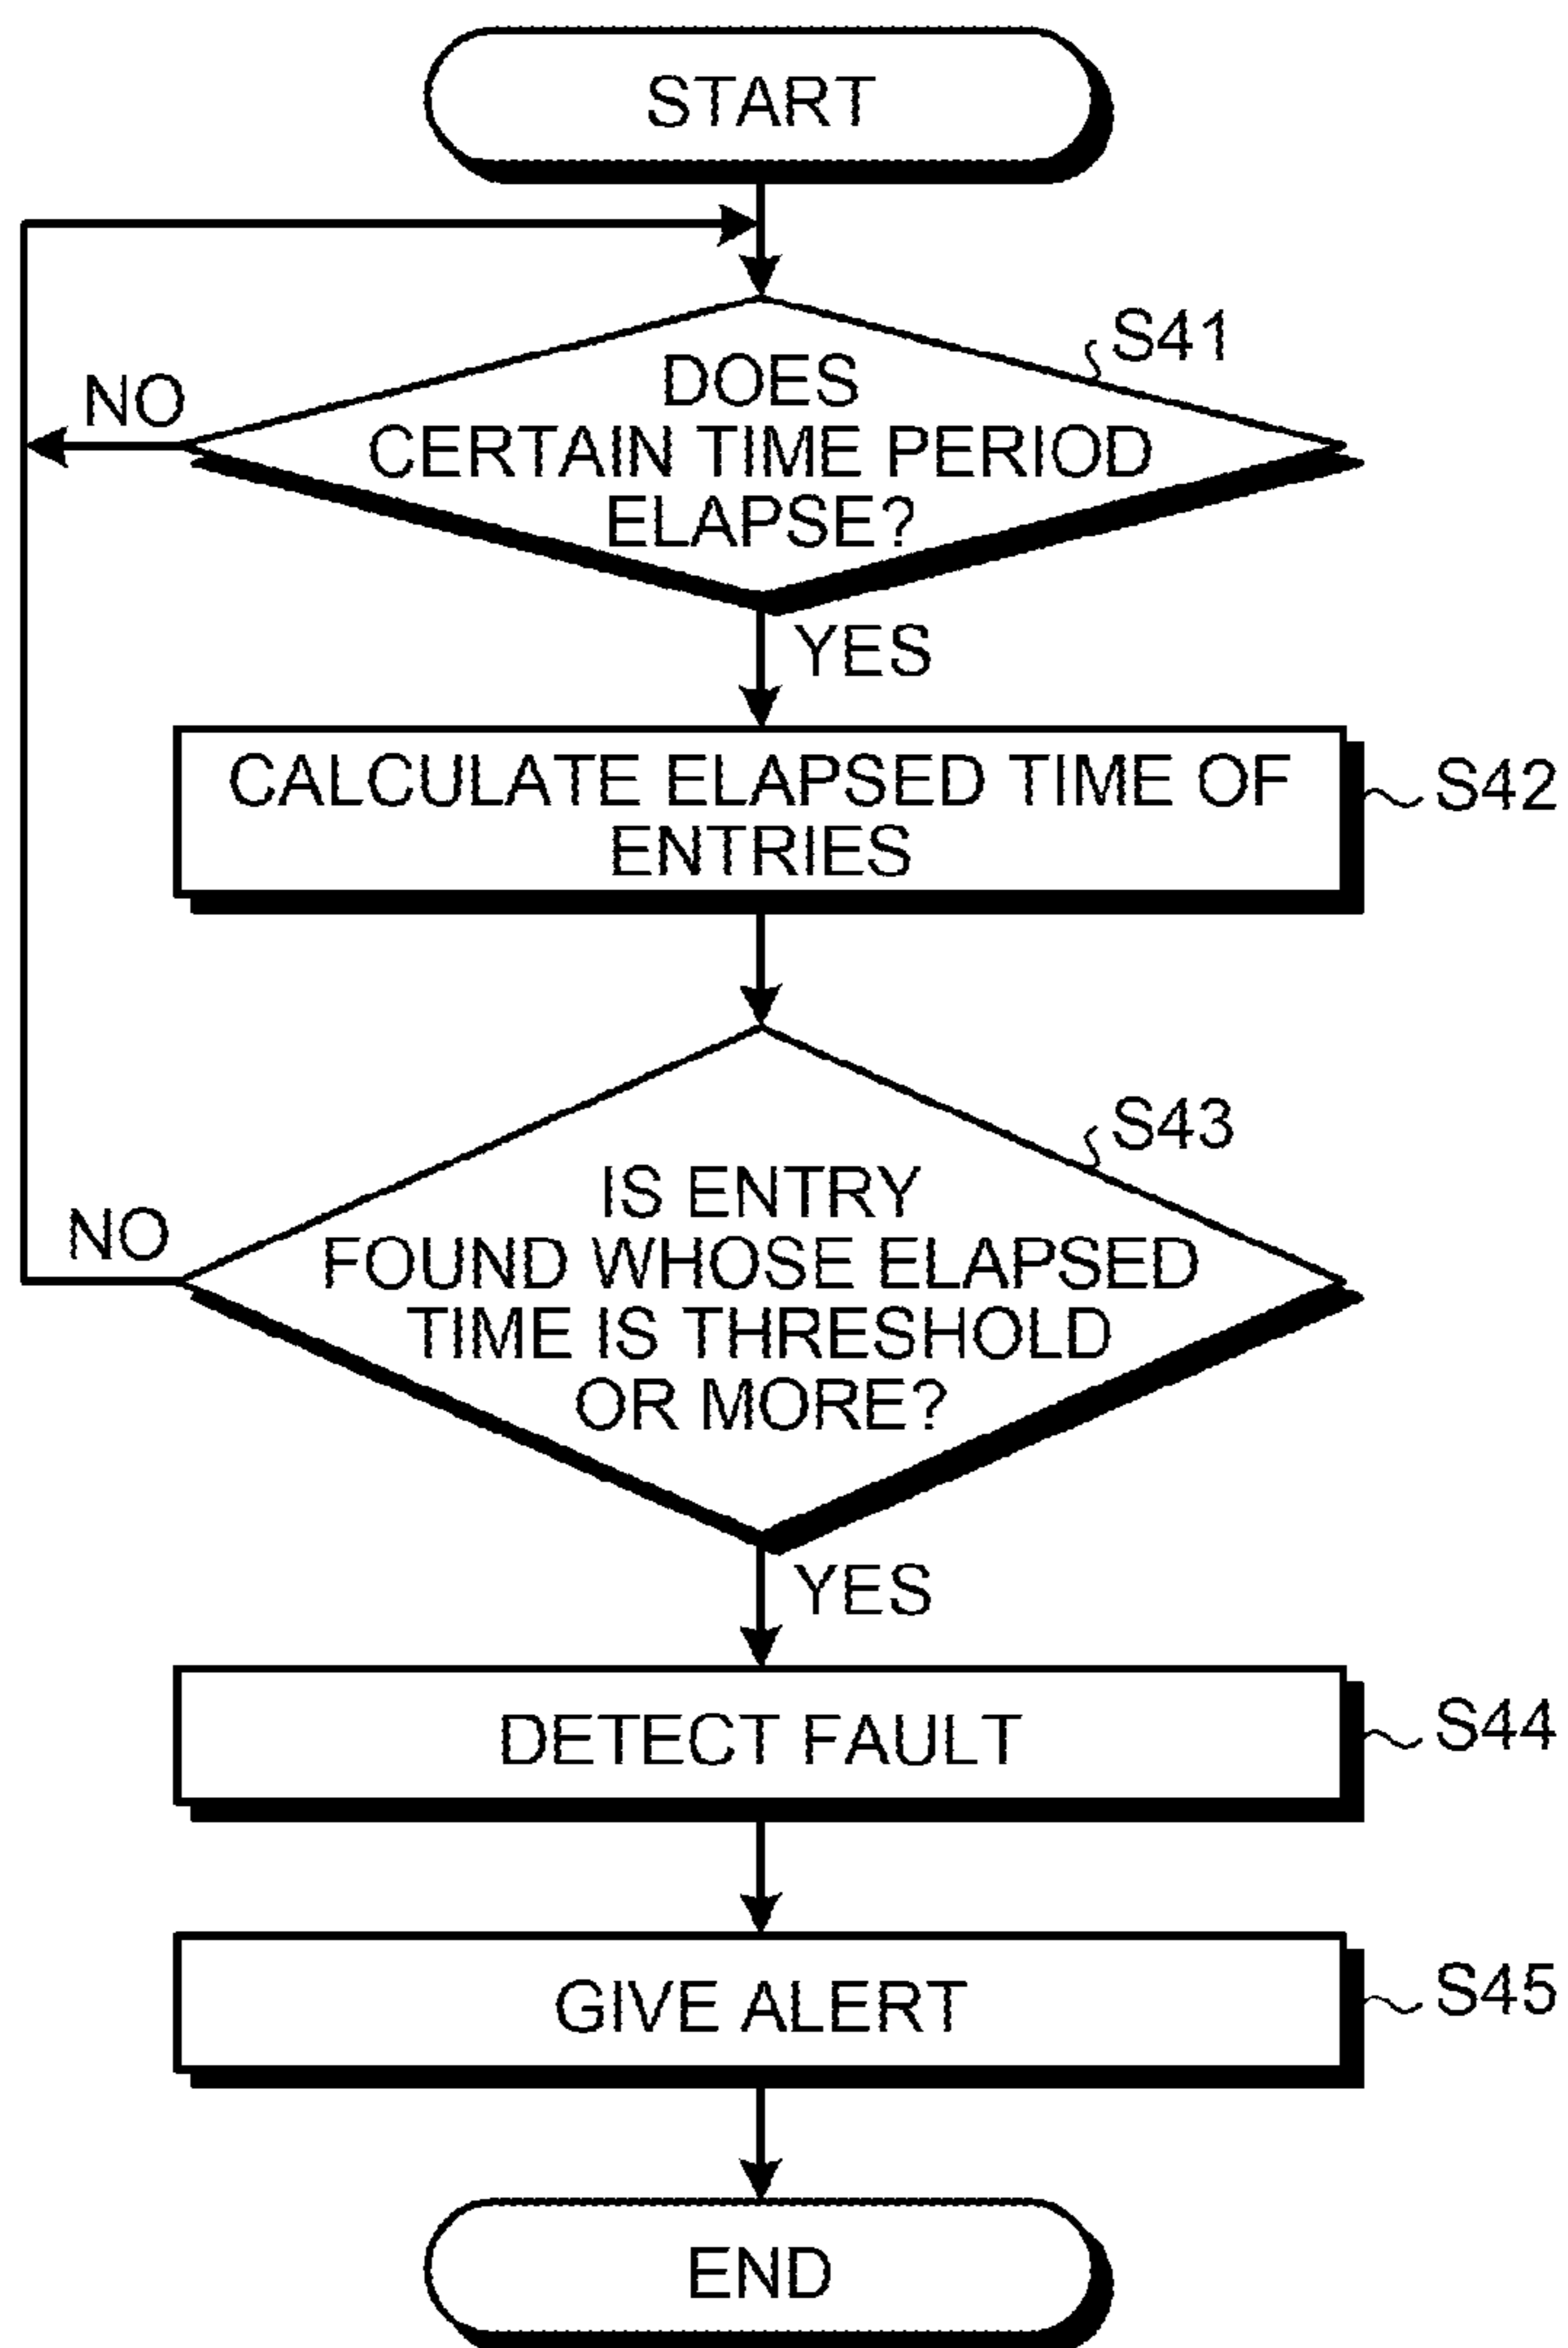 START
S41
DOES
CERTAIN TIME PERIOD
ELAPSE?
NO
YES
CALCULATE ELAPSED TIME OF
ENTRIES
S42
S43
IS ENTRY
FOUND WHOSE ELAPSED
TIME IS THRESHOLD
OR MORE?
NO
YES
DETECT FAULT
S44
GIVE ALERT
S45
END